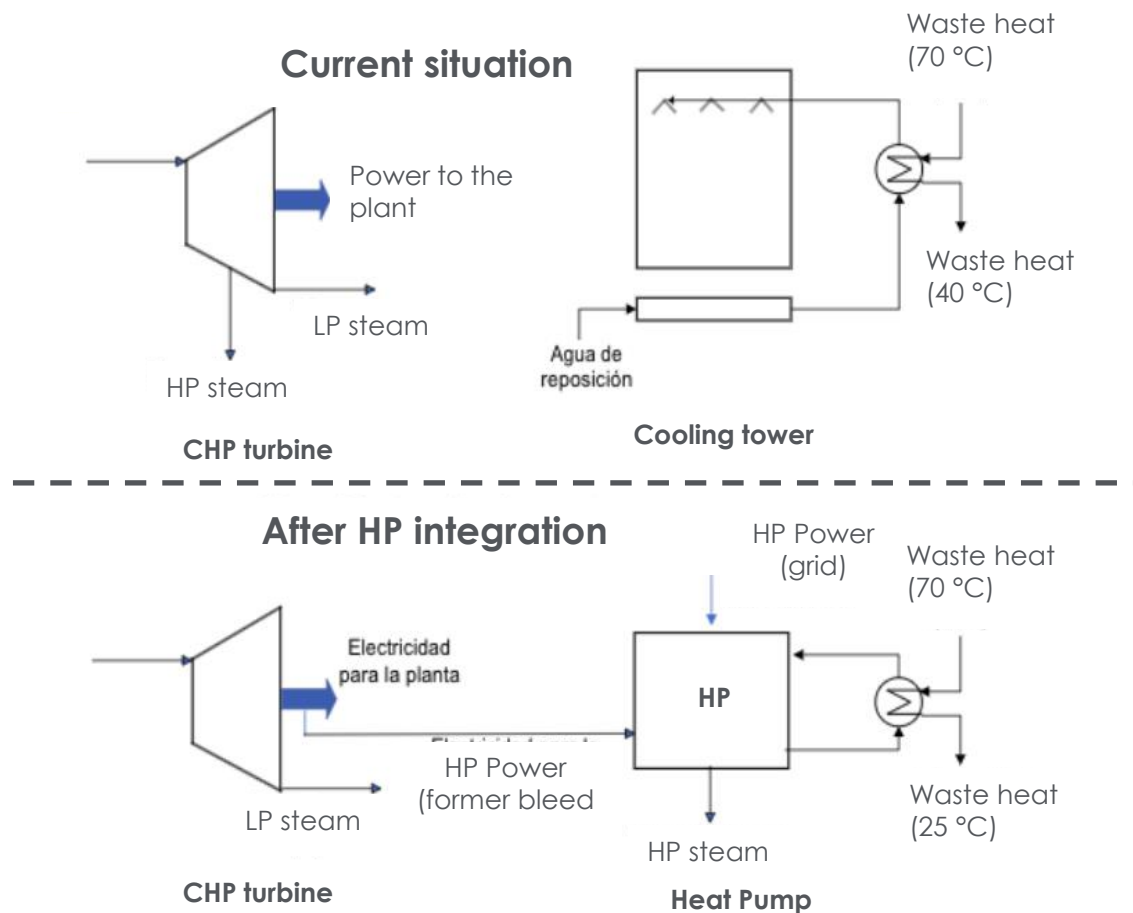 Current situation
Waste heat
(70 °C)
Power to the
plant
Waste heat
(40 °C)
LP steam
HP steam
Agua de
reposición
CHP turbine
Cooling tower
After HP integration
HP Power
(grid)
Waste heat
(70 °C)
Electricidad
para la planta
HP
HP Power
(former bleed
LP steam
HP steam
Waste heat
(25 °C)
CHP turbine
Heat Pump